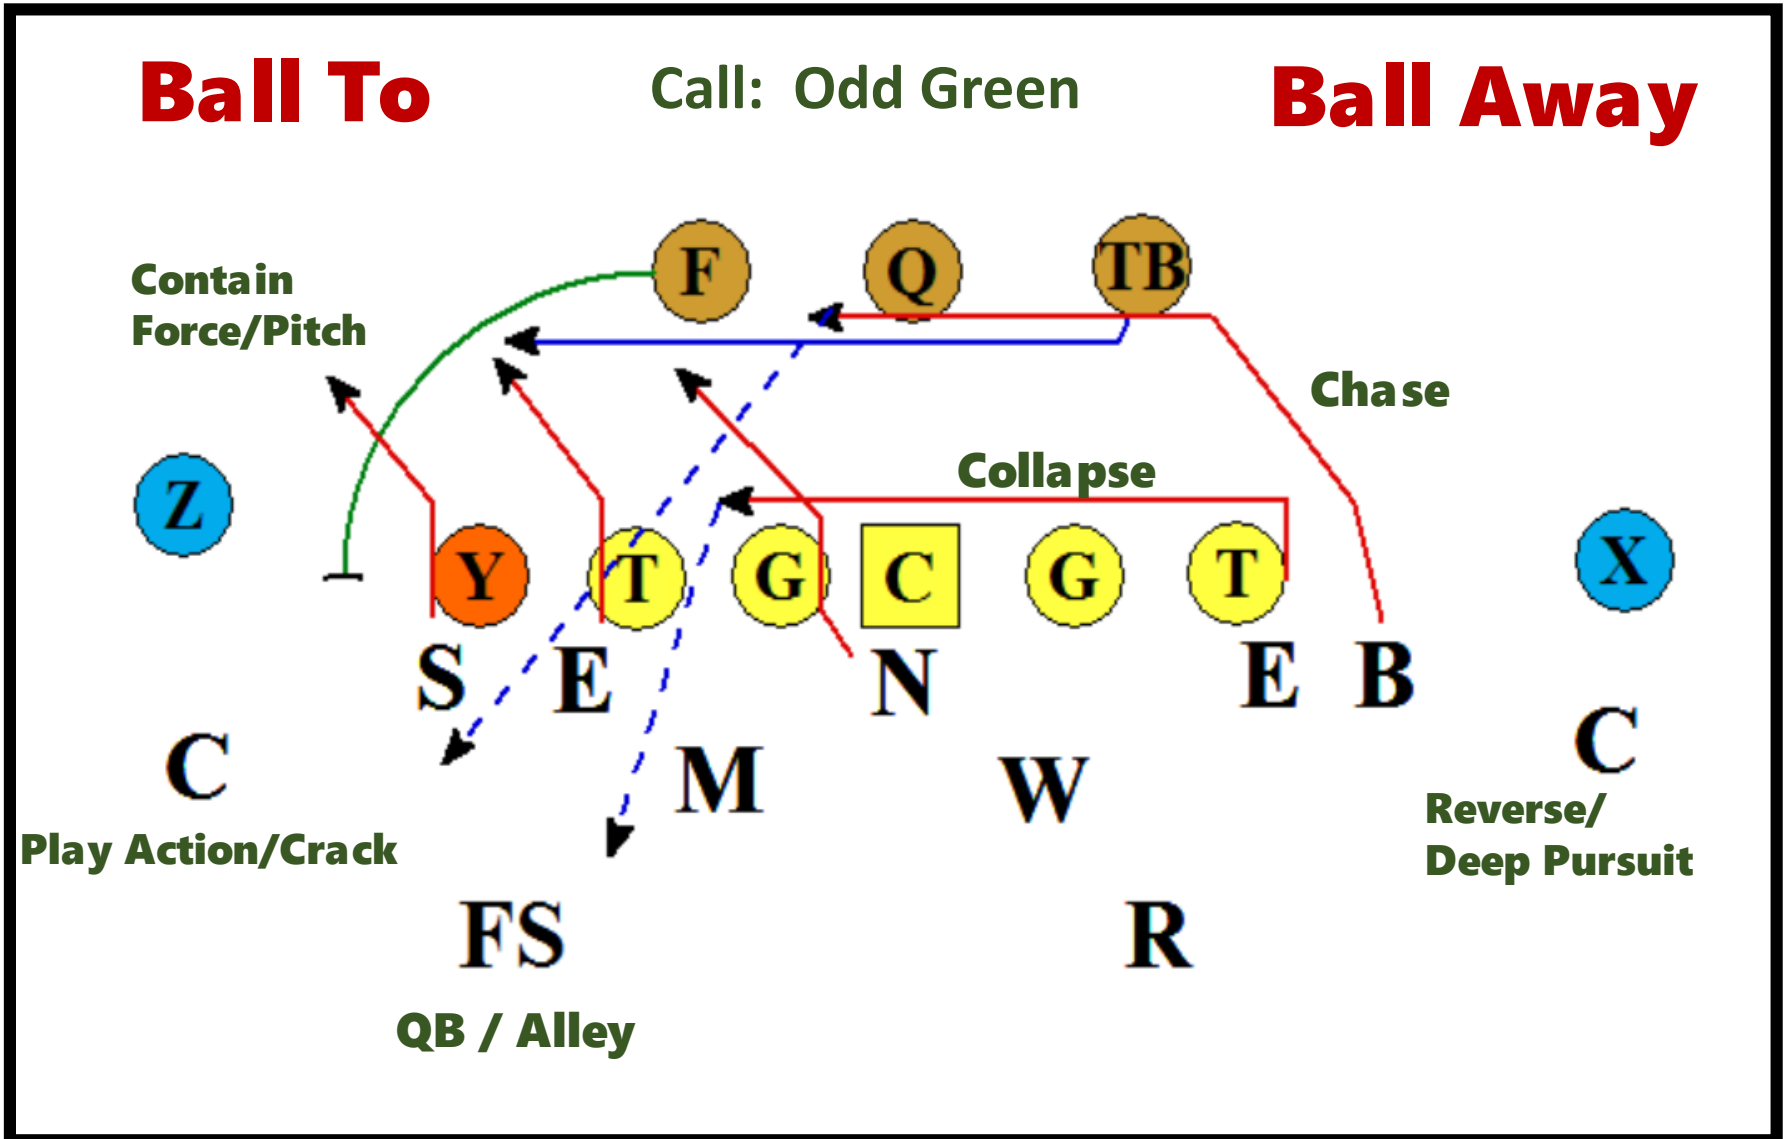 Ball To
Call: Odd Green
Ball Away
F
Q
TB
Contain
Force/Pitch
Chase
Collapse
Z
Y
T
G
C
G
T
X
S
E
N
E
B
C
M
W
C
Play Action/Crack
Reverse/
Deep Pursuit
FS
R
QB / Alley